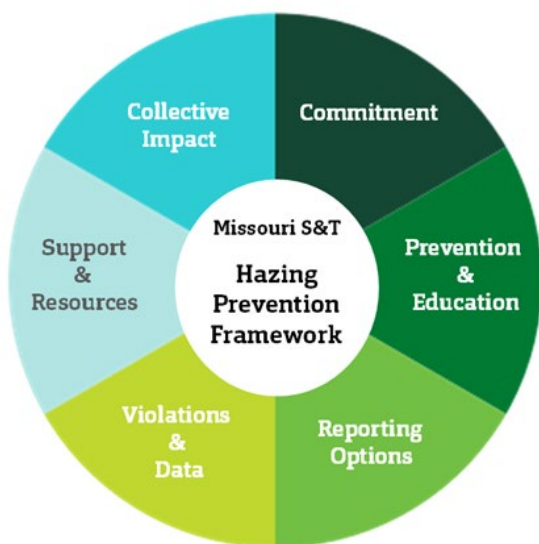 Missouri S&T
Hazing
Prevention
Framework
Commitment
Prevention
&
Education
Reporting
Options
Violations
&
Data
Support
&
Resources
Collective
Impact